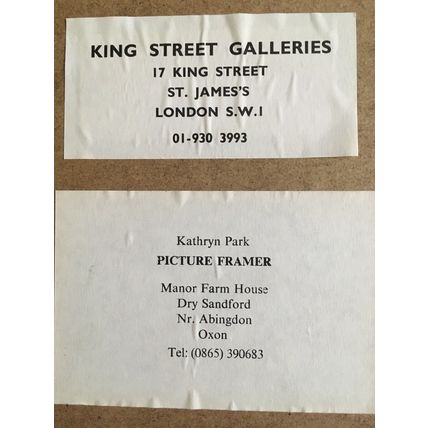 KING STREET GALLERIES
17 KING STREET
ST. JAMES'S
LONDON S.W.1
01-930 3993
Kathryn Park
PICTURE FRAMER
Manor Farm House
Dry Sandford
Nr. Abingdon
Oxon
Tel: (0865) 390683